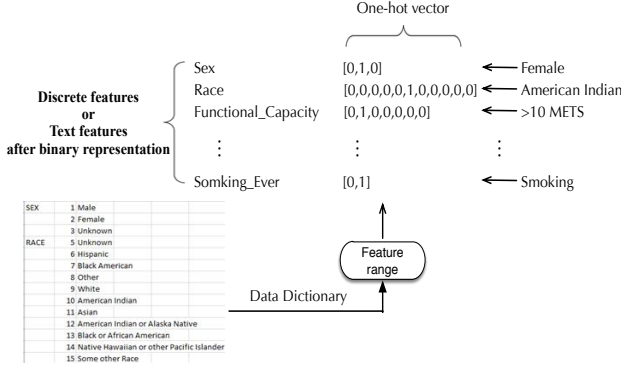 One-hot vector
Sex [0,1,0] Female
Race [0,0,0,0,0,1,0,0,0,0,0] American Indian
Functional_Capacity [0,1,0,0,0,0,0] >10 METS
Somking_Ever [0,1] Smoking
Discrete features
or
Text features
after binary representation
SEX 1 Male
2 Female
3 Unknown
RACE 5 Unknown
6 Hispanic
7 Black American
8 Other
9 White
10 American Indian
11 Asian
12 American Indian or Alaska Native
13 Black or African American
14 Native Hawaiian or other Pacific Islander
15 Some other Race
Data Dictionary
Feature
range